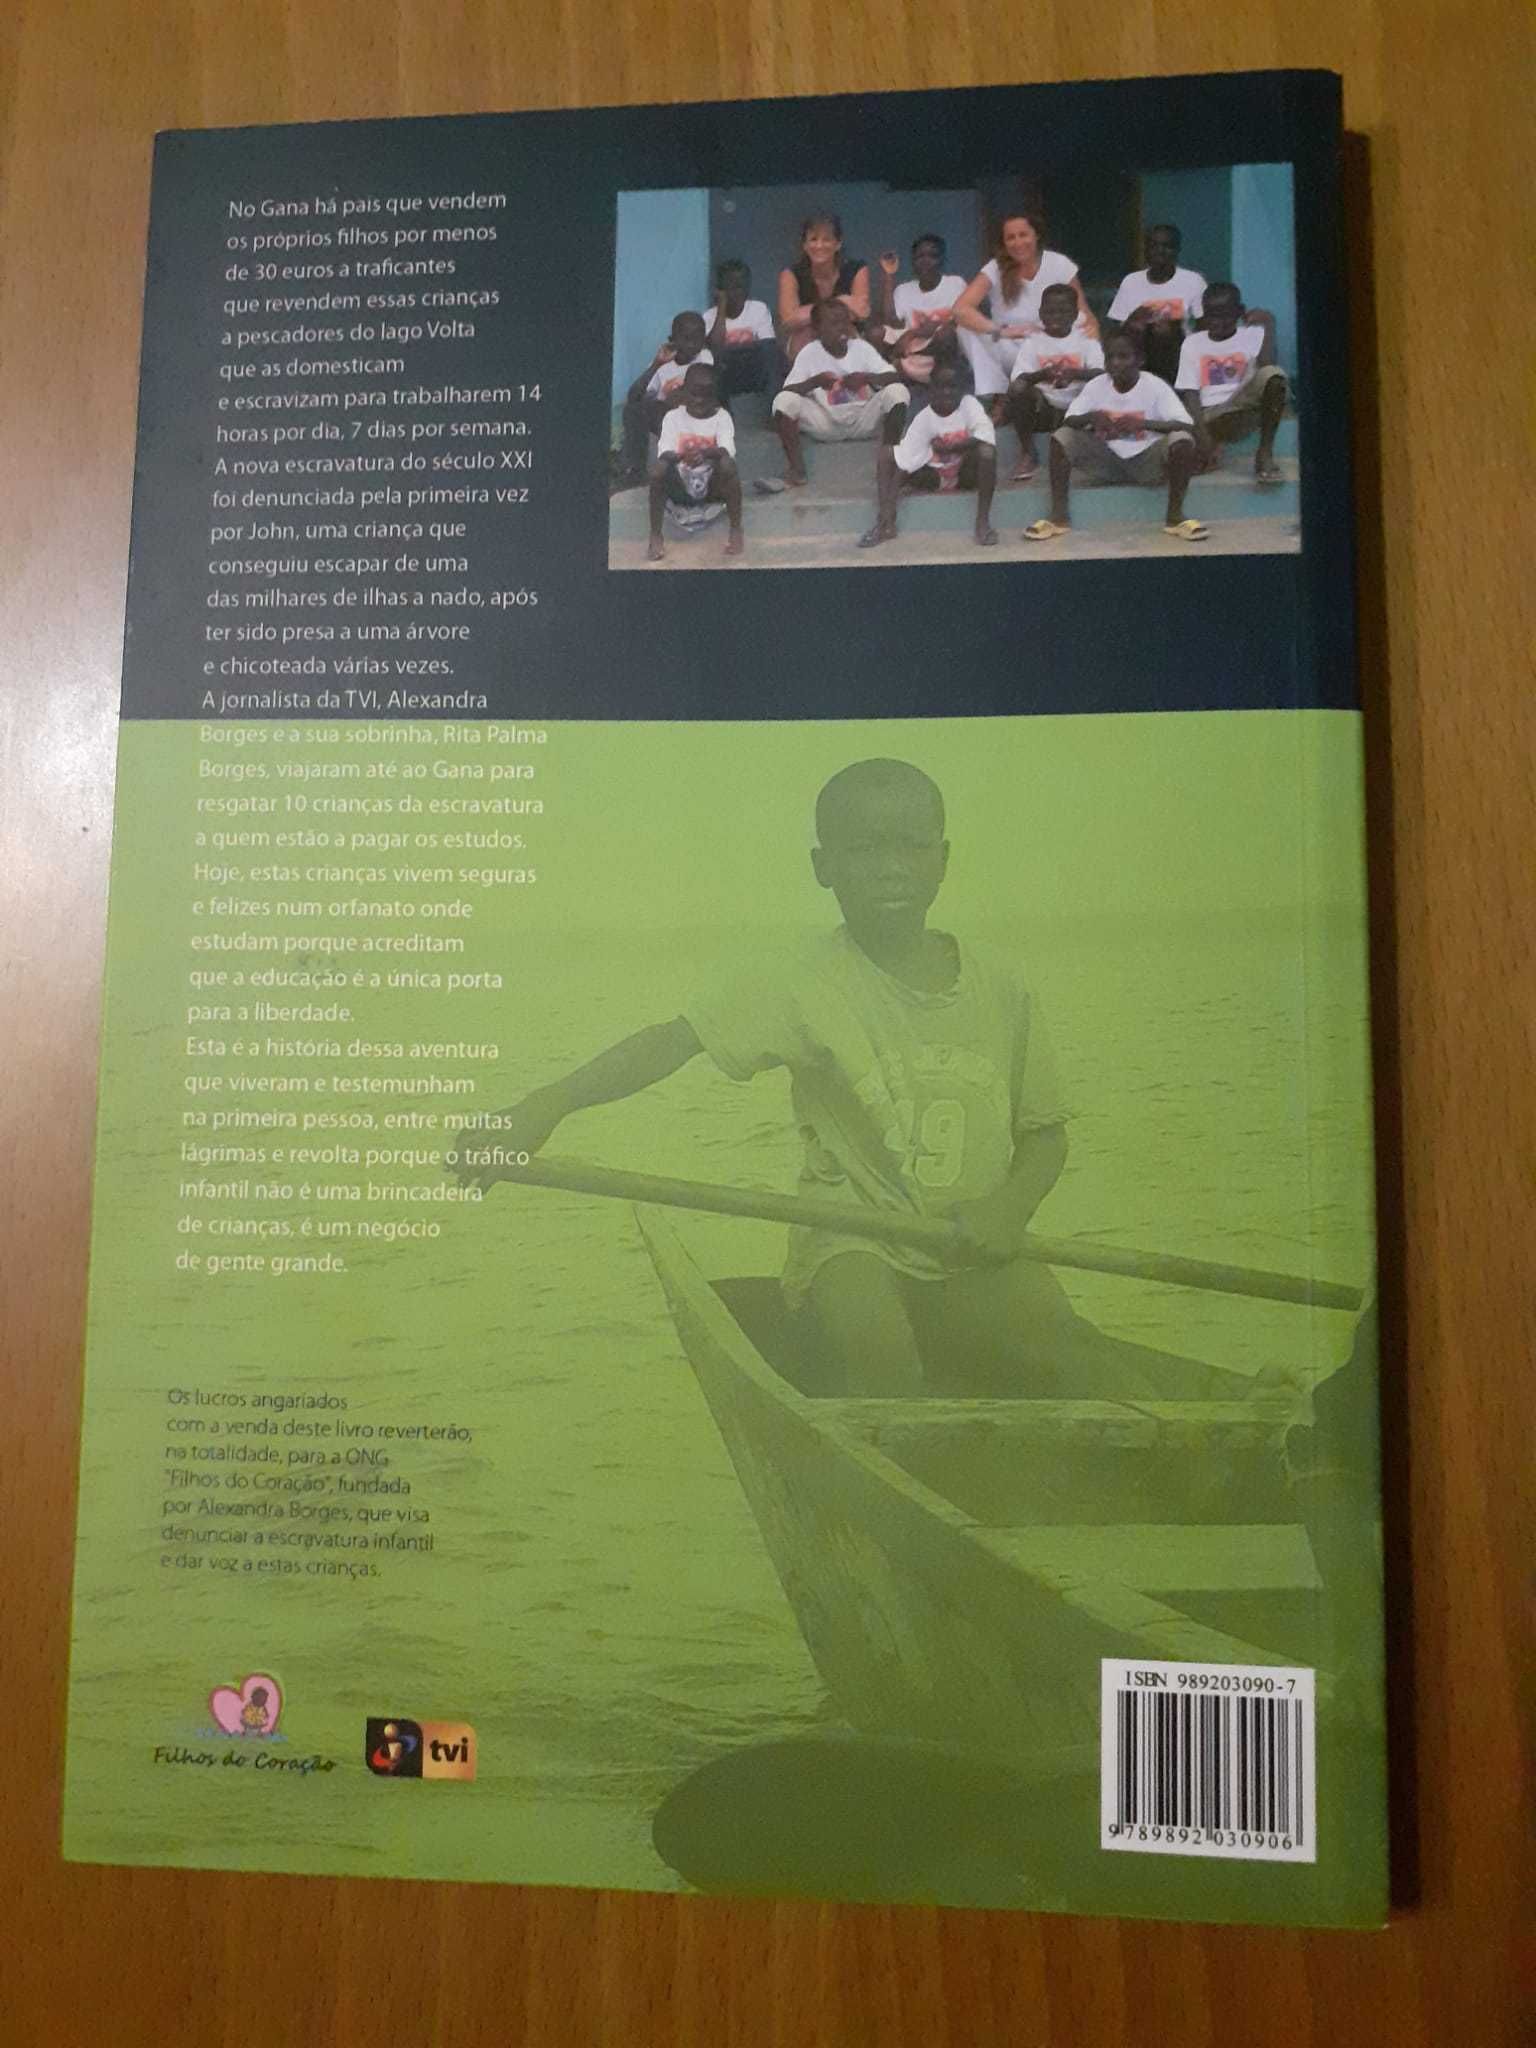 No Gana há pais que vendem
os próprios filhos por menos
de 30 euros a traficantes
que revendem essas crianças
a pescadores do lago Volta
que as domesticam
e escravizam para trabalharem 14
horas por dia, 7 dias por semana.
A nova escravatura do século XXI
foi denunciada pela primeira vez
por John, uma criança que
conseguiu escapar de uma
das milhares de ilhas a nado, após
ter sido presa a uma árvore
e chicoteada várias vezes.
A jornalista da TVI, Alexandra
Borges e a sua sobrinha, Rita Palma
Borges, viajaram até ao Gana para
resgatar 10 crianças da escravatura
a quem estão a pagar os estudos.
Hoje, estas crianças vivem seguras
e felizes num orfanato onde
estudam porque acreditam
que a educação é a única porta
para a liberdade.
Esta é a história dessa aventura
que viveram e testemunham
na primeira pessoa, entre muitas
lágrimas e revolta porque o tráfico
infantil não é uma brincadeira
de crianças, é um negócio
de gente grande.
Os lucros angariados
com a venda deste livro reverterão,
na totalidade, para a ONG
"Filhos do Coração", fundada
por Alexandra Borges, que visa
denunciar a escravatura infantil
e dar voz a estas crianças.
Filhos do Coração
tvi
ISBN 989203090-7
9 789892 030906
19